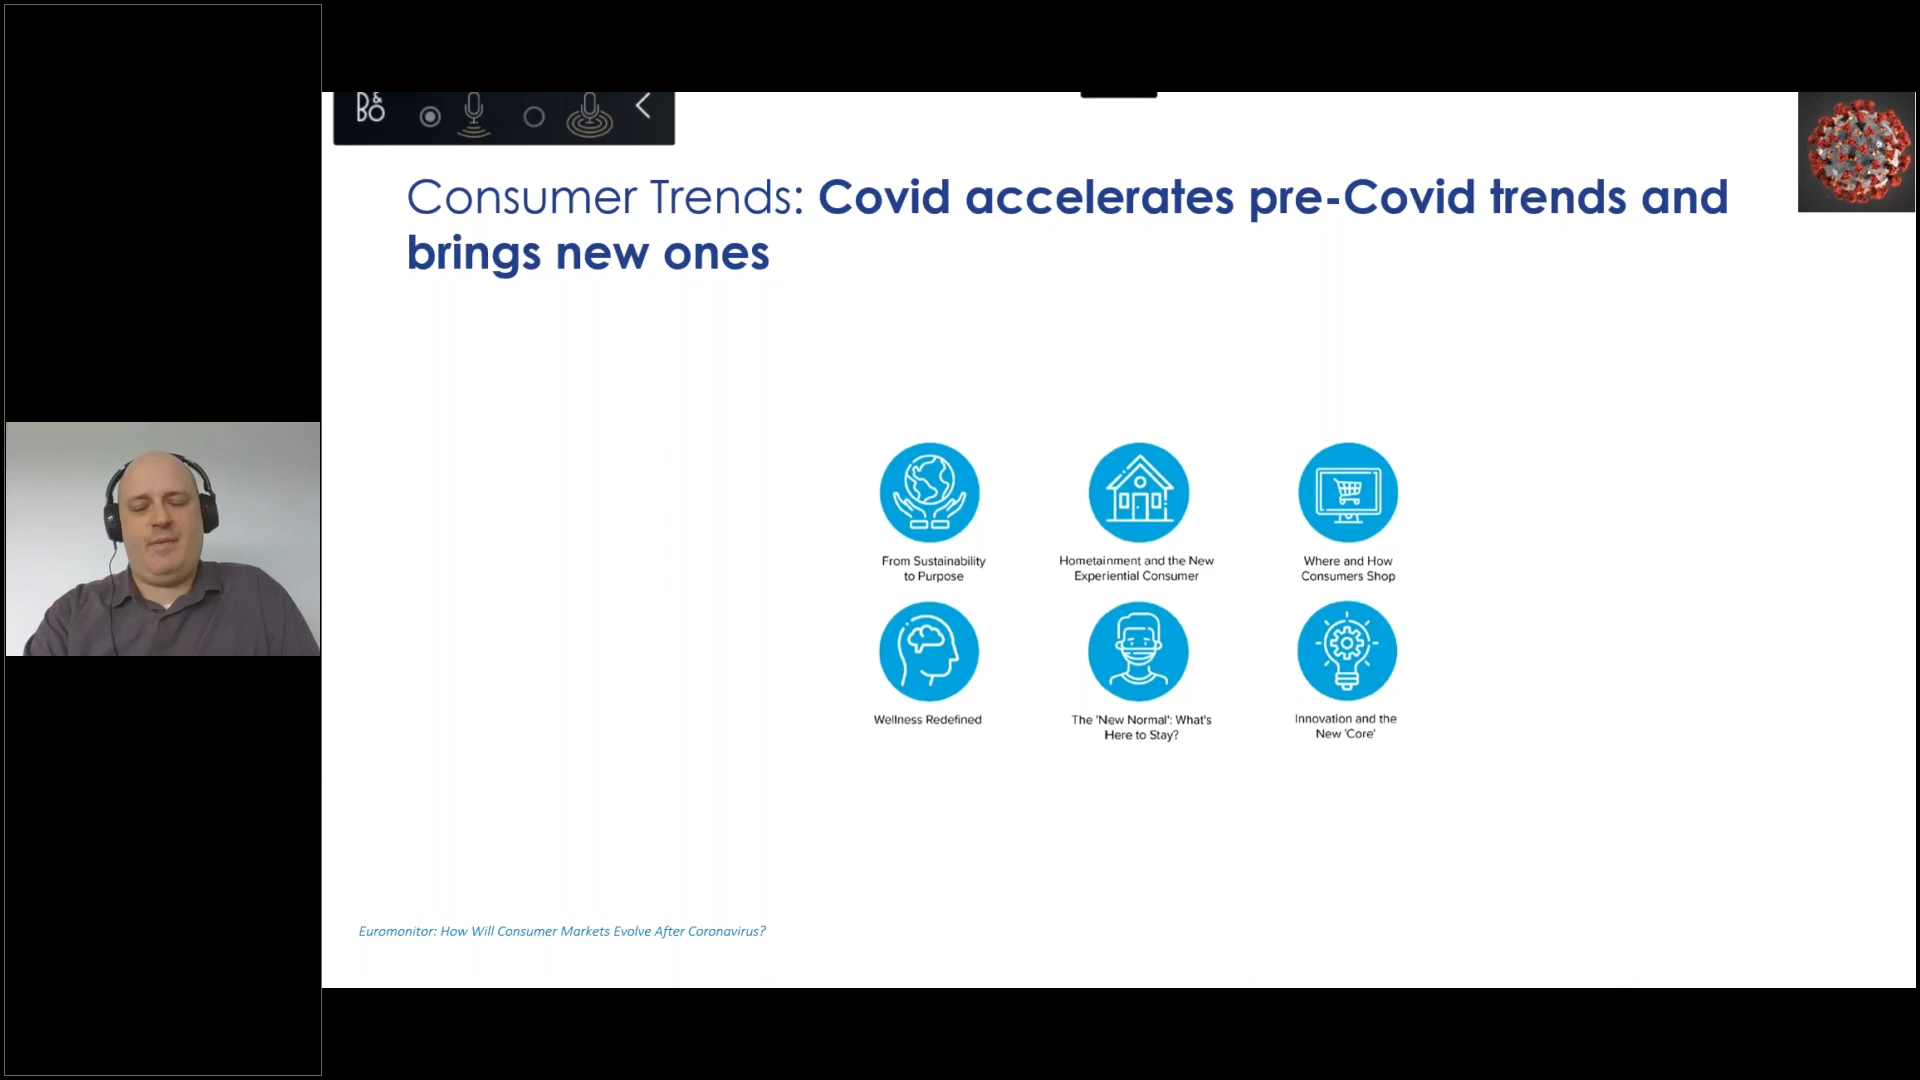 B&O
Consumer Trends: Covid accelerates pre-Covid trends and
brings new ones
From Sustainability
to Purpose
Hometainment and the New
Experiential Consumer
Where and How
Consumers Shop
Wellness Redefined
The 'New Normal': What's
Here to Stay?
Innovation and the
New 'Core'
Euromonitor: How Will Consumer Markets Evolve After Coronavirus?